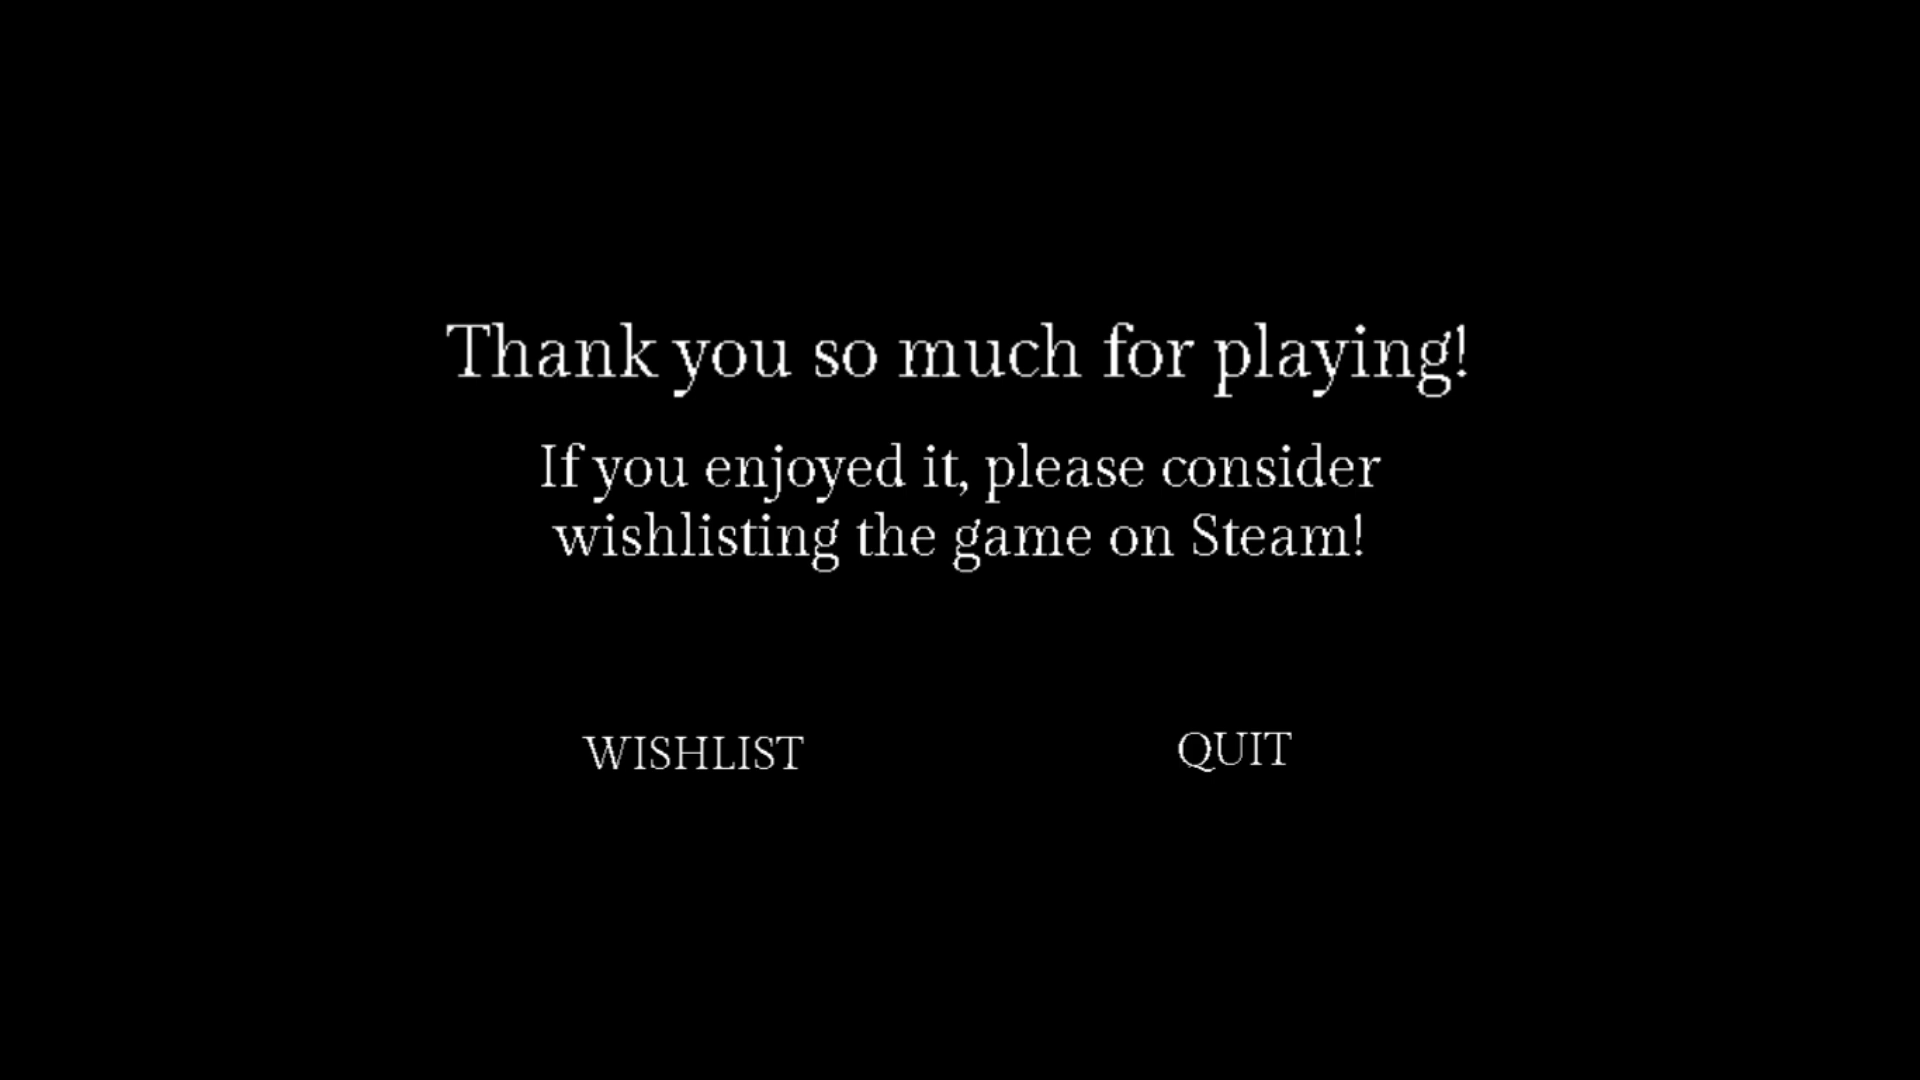 Thank you so much for playing!
If you enjoyed it, please consider
wishlisting the game on Steam!
WISHLIST
QUIT